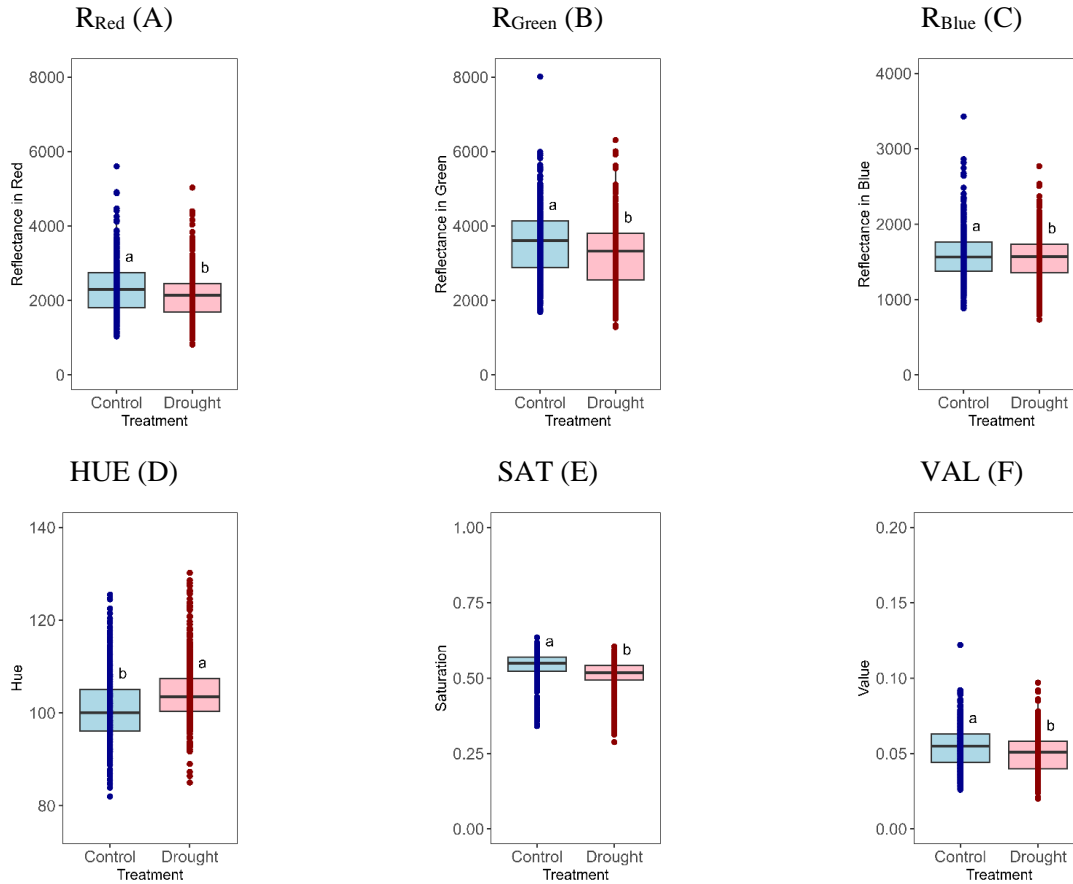 R_Red (A)
R_Green (B)
R_Blue (C)
8000
6000
4000
2000
0
Reflectance in Red
a
b
Control
Drought
Treatment
8000
6000
4000
2000
0
Reflectance in Green
a
b
Control
Drought
Treatment
4000
3000
2000
1000
0
Reflectance in Blue
a
b
Control
Drought
Treatment
HUE (D)
SAT (E)
VAL (F)
140
120
100
80
Hue
b
a
Control
Drought
Treatment
1.00
0.75
0.50
0.25
0.00
Saturation
a
b
Control
Drought
Treatment
0.20
0.15
0.10
0.05
0.00
Value
a
b
Control
Drought
Treatment